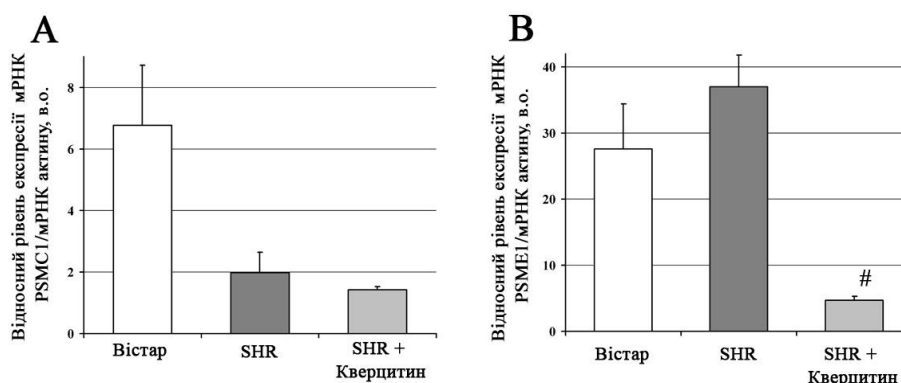 A
Відносний рівень експресії мРНК
PSMC1/мРНК актину, в.о.
8
6
4
2
0
Вістар
SHR
SHR +
Кверцитин
B
Відносний рівень експресії мРНК
PSME1/мРНК актину, в.о.
40
30
20
10
0
#
Вістар
SHR
SHR +
Кверцитин